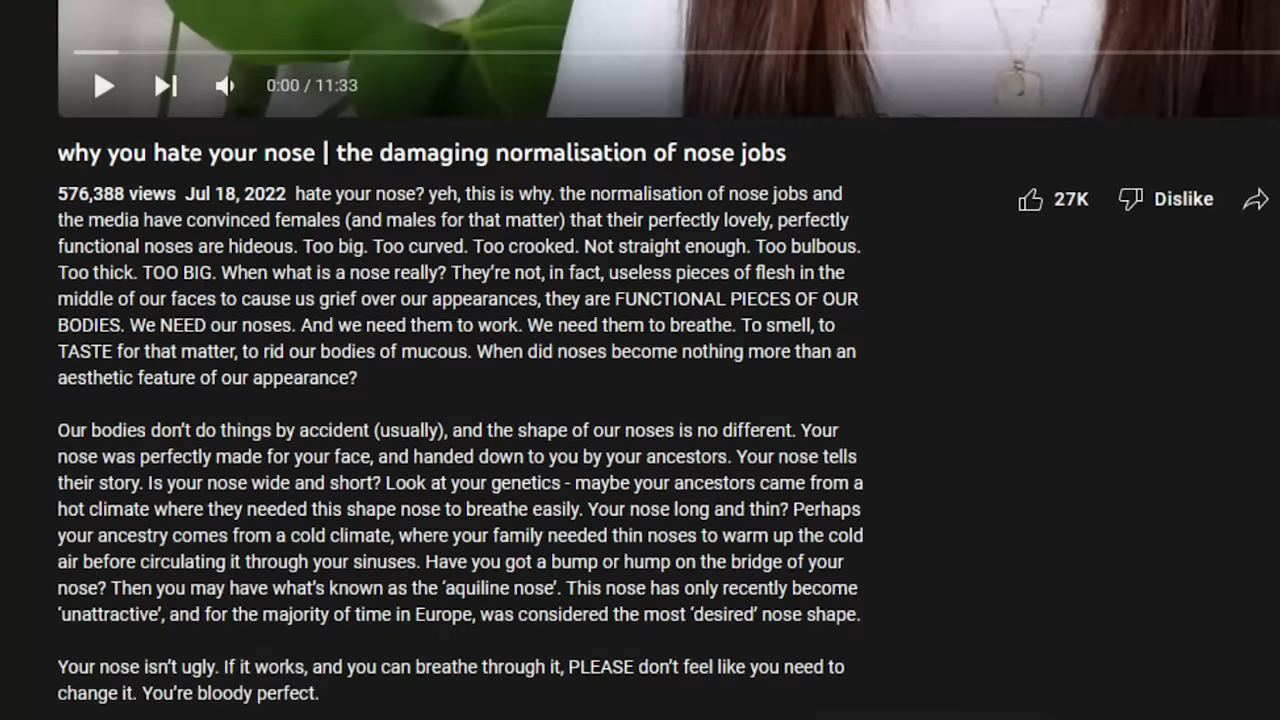 0:00 / 11:33
why you hate your nose | the damaging normalisation of nose jobs
576,388 views Jul 18, 2022 hate your nose? yeh, this is why. the normalisation of nose jobs and
the media have convinced females (and males for that matter) that their perfectly lovely, perfectly
functional noses are hideous. Too big. Too curved. Too crooked. Not straight enough. Too bulbous.
Too thick. TOO BIG. When what is a nose really? They're not, in fact, useless pieces of flesh in the
middle of our faces to cause us grief over our appearances, they are FUNCTIONAL PIECES OF OUR
BODIES. We NEED our noses. And we need them to work. We need them to breathe. To smell, to
TASTE for that matter, to rid our bodies of mucous. When did noses become nothing more than an
aesthetic feature of our appearance?
27K Dislike
Our bodies don't do things by accident (usually), and the shape of our noses is no different. Your
nose was perfectly made for your face, and handed down to you by your ancestors. Your nose tells
their story. Is your nose wide and short? Look at your genetics - maybe your ancestors came from a
hot climate where they needed this shape nose to breathe easily. Your nose long and thin? Perhaps
your ancestry comes from a cold climate, where your family needed thin noses to warm up the cold
air before circulating it through your sinuses. Have you got a bump or hump on the bridge of your
nose? Then you may have what's known as the ‘aquiline nose’. This nose has only recently become
‘unattractive’, and for the majority of time in Europe, was considered the most ‘desired’ nose shape.
Your nose isn't ugly. If it works, and you can breathe through it, PLEASE don't feel like you need to
change it. You're bloody perfect.